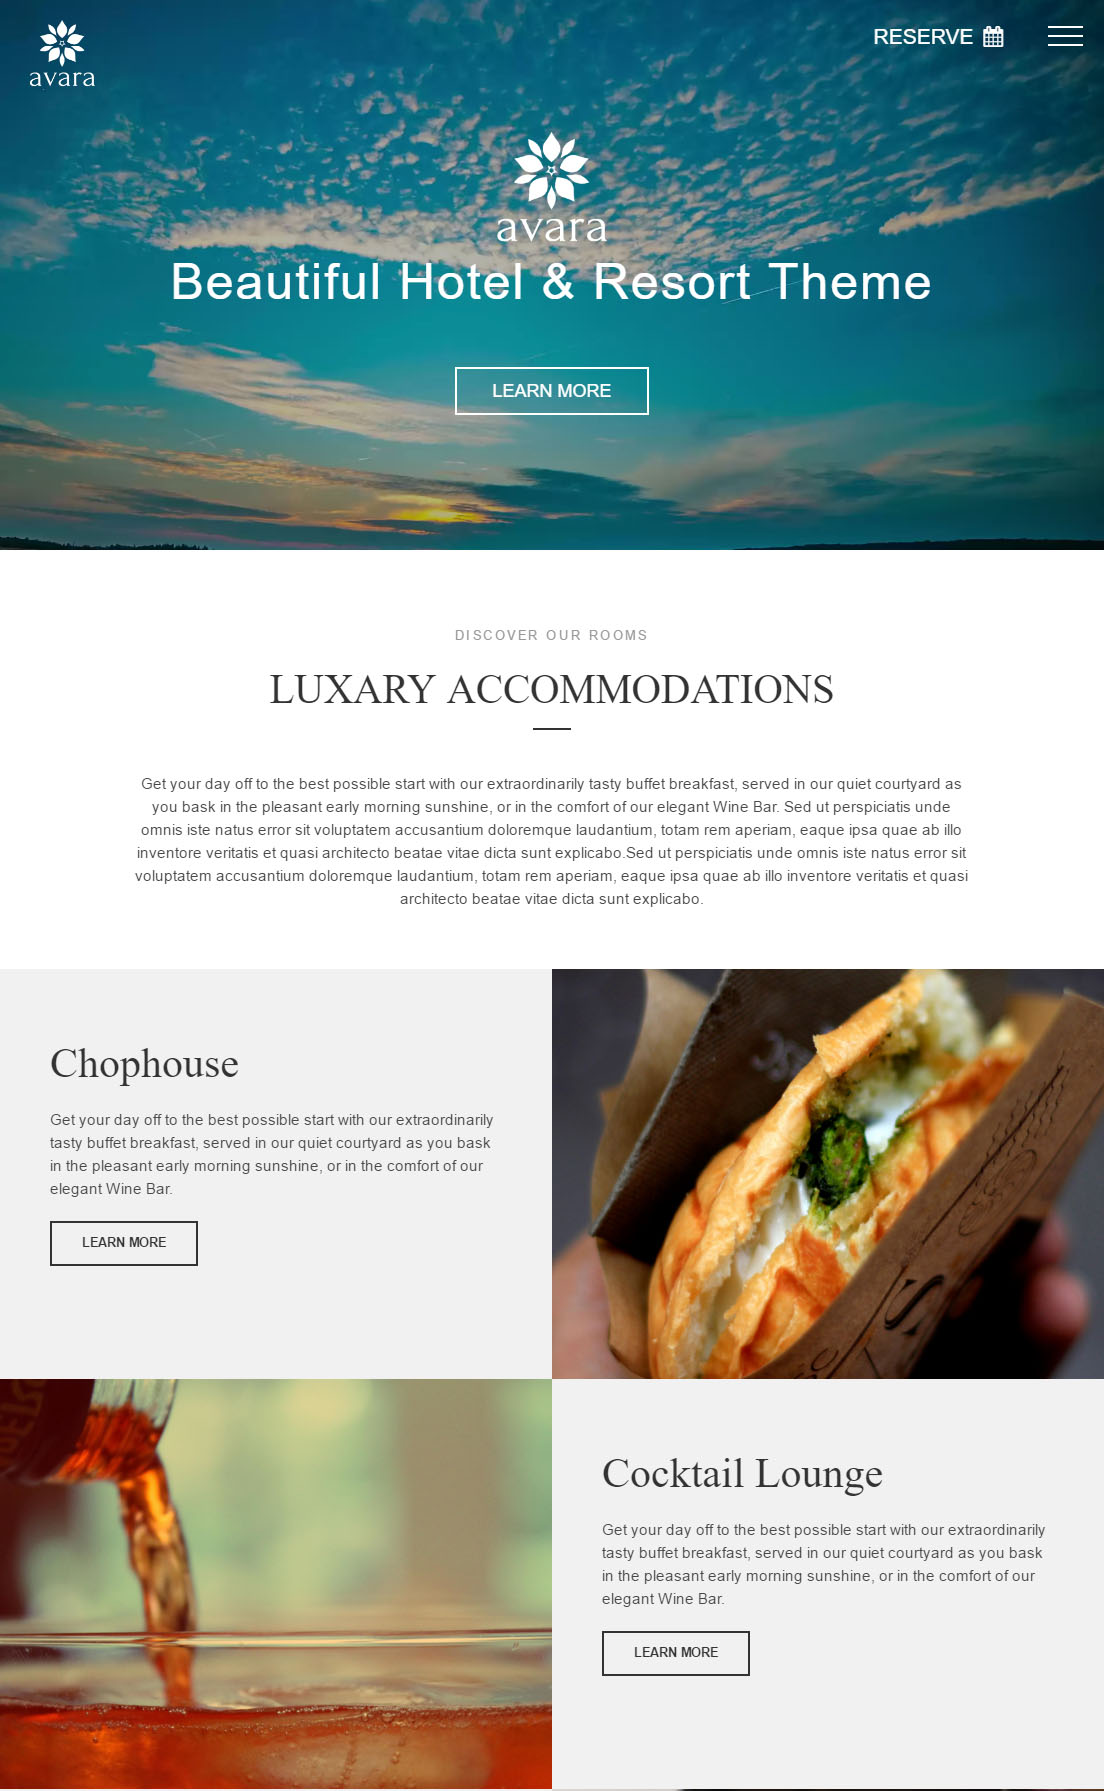 avara
RESERVE
avara
Beautiful Hotel & Resort Theme
LEARN MORE
DISCOVER OUR ROOMS
LUXARY ACCOMMODATIONS
Get your day off to the best possible start with our extraordinarily tasty buffet breakfast, served in our quiet courtyard as
you bask in the pleasant early morning sunshine, or in the comfort of our elegant Wine Bar. Sed ut perspiciatis unde
omnis iste natus error sit voluptatem accusantium doloremque laudantium, totam rem aperiam, eaque ipsa quae ab illo
inventore veritatis et quasi architecto beatae vitae dicta sunt explicabo.Sed ut perspiciatis unde omnis iste natus error sit
voluptatem accusantium doloremque laudantium, totam rem aperiam, eaque ipsa quae ab illo inventore veritatis et quasi
architecto beatae vitae dicta sunt explicabo.
Chophouse
Get your day off to the best possible start with our extraordinarily
tasty buffet breakfast, served in our quiet courtyard as you bask
in the pleasant early morning sunshine, or in the comfort of our
elegant Wine Bar.
LEARN MORE
Cocktail Lounge
Get your day off to the best possible start with our extraordinarily
tasty buffet breakfast, served in our quiet courtyard as you bask
in the pleasant early morning sunshine, or in the comfort of our
elegant Wine Bar.
LEARN MORE